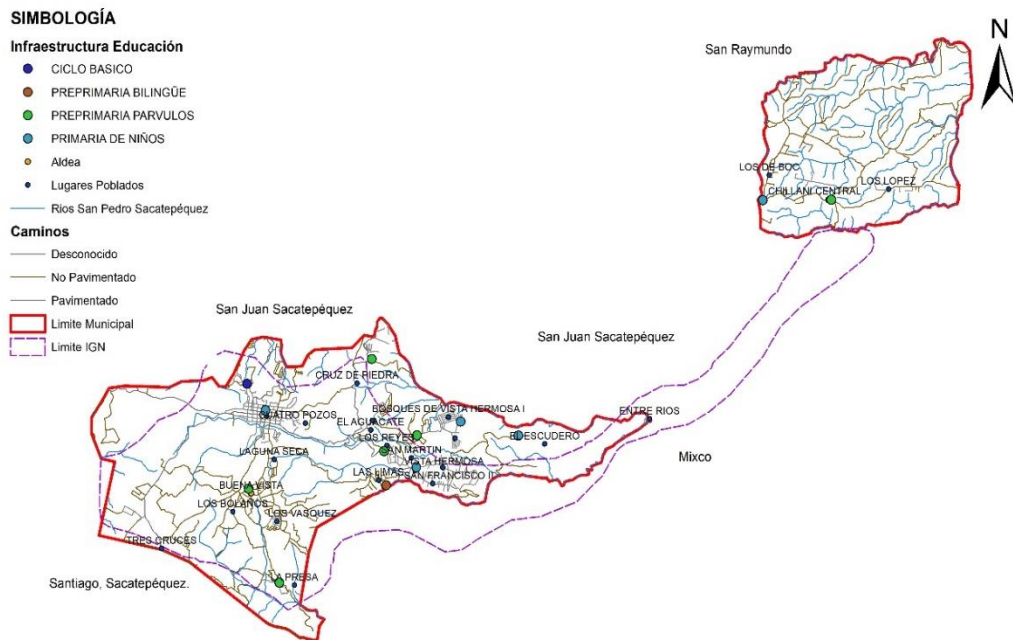 SIMBOLOGÍA
Infraestructura Educación
CICLO BASICO
PREPRIMARIA BILINGÜE
PREPRIMARIA PARVULOS
PRIMARIA DE NIÑOS
Aldea
Lugares Poblados
Rios San Pedro Sacatepéquez
Caminos
Desconocido
No Pavimentado
Pavimentado
Limite Municipal
Limite IGN
N
San Raymundo
LOS DE BOC
LOS LOPEZ
CHILLANI CENTRAL
San Juan Sacatepéquez
San Juan Sacatepéquez
CRUZ DE PIEDRA
BOSQUES DE VISTA HERMOSA I
ENTRE RIOS
CUATRO POZOS
EL AGUACATE
LOS REYES
EL ESCUDERO
SAN MARTIN
Mixco
LAGUNA SECA
VISTA HERMOSA
LAS LIMAS
SAN FRANCISCO II
BUENA VISTA
LOS BOLAÑOS
LOS VASQUEZ
TRES CRUCES
LA PRESA
Santiago, Sacatepéquez.